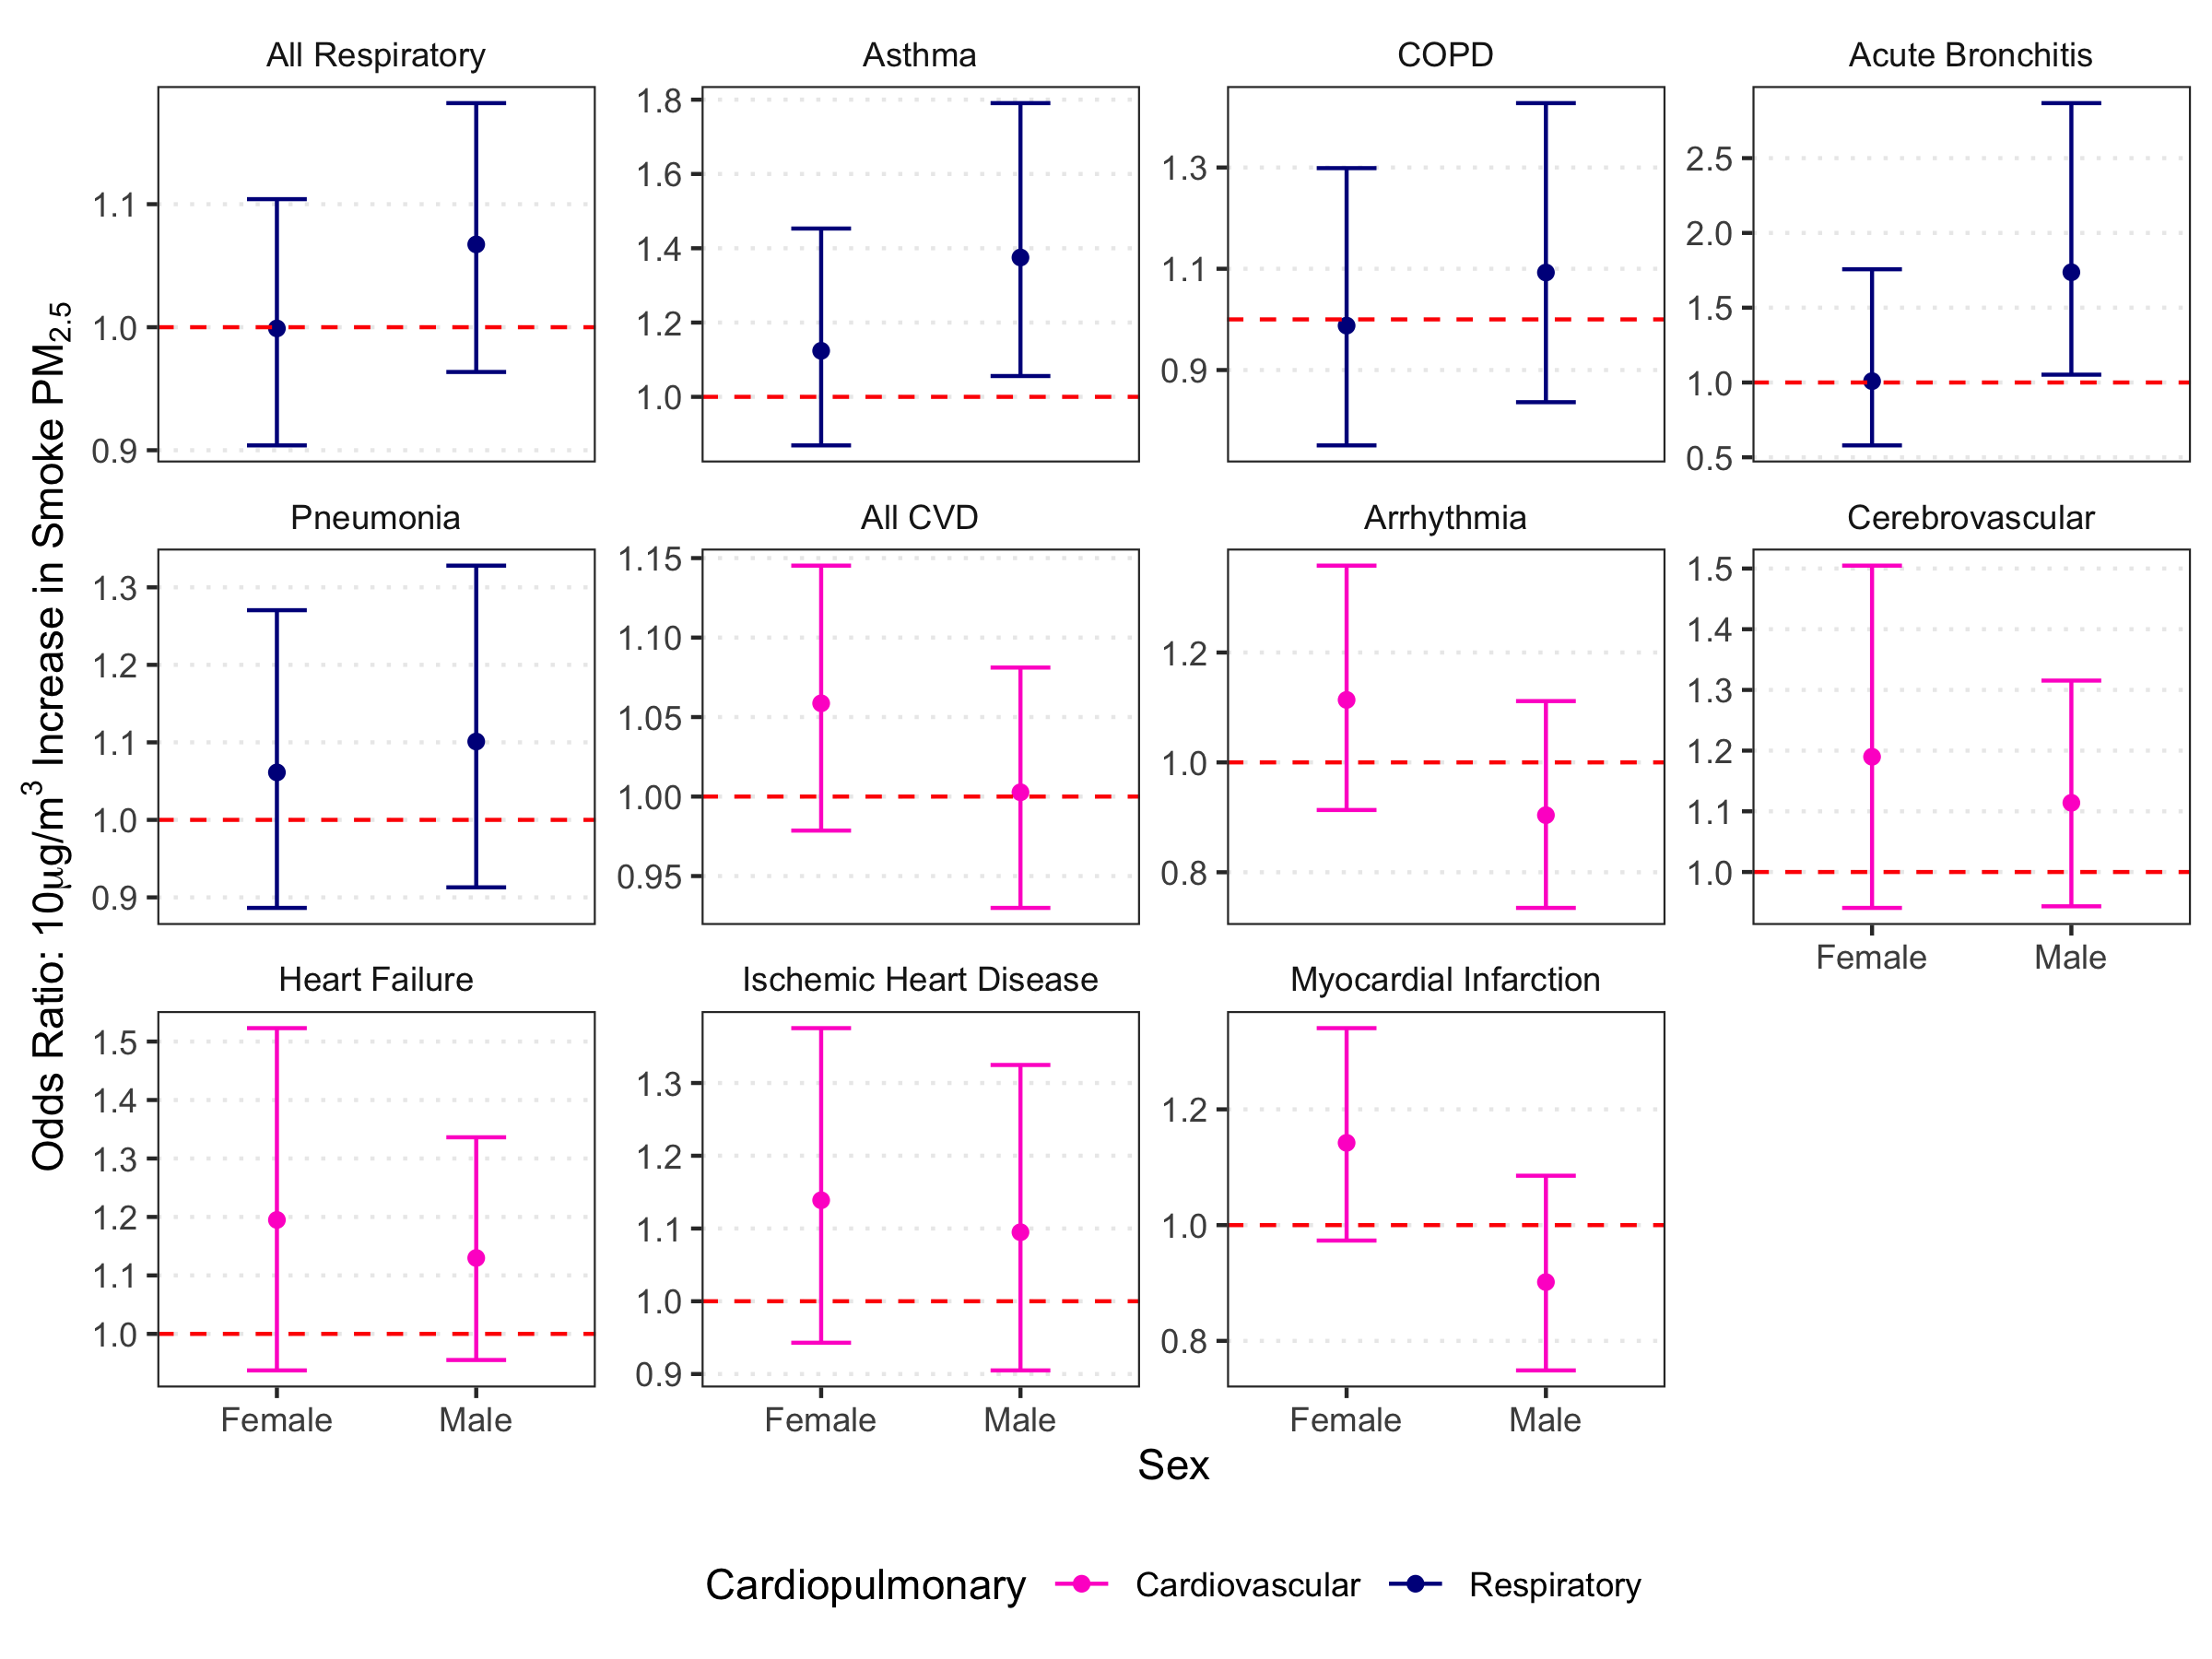 All Respiratory
Asthma
COPD
Acute Bronchitis
1.1
1.0
0.9
1.8
1.6
1.4
1.2
1.0
1.3
1.1
0.9
2.5
2.0
1.5
1.0
0.5
Pneumonia
All CVD
Arrhythmia
Cerebrovascular
1.3
1.2
1.1
1.0
0.9
1.15
1.10
1.05
1.00
0.95
1.2
1.0
0.8
1.5
1.4
1.3
1.2
1.1
1.0
Female Male
Heart Failure
Ischemic Heart Disease
Myocardial Infarction
1.5
1.4
1.3
1.2
1.1
1.0
1.3
1.2
1.1
1.0
0.9
1.2
1.0
0.8
Female Male
Female Male
Female Male
Odds Ratio: 10μg/m³ Increase in Smoke PM₂.₅
Sex
Cardiopulmonary Cardiovascular Respiratory